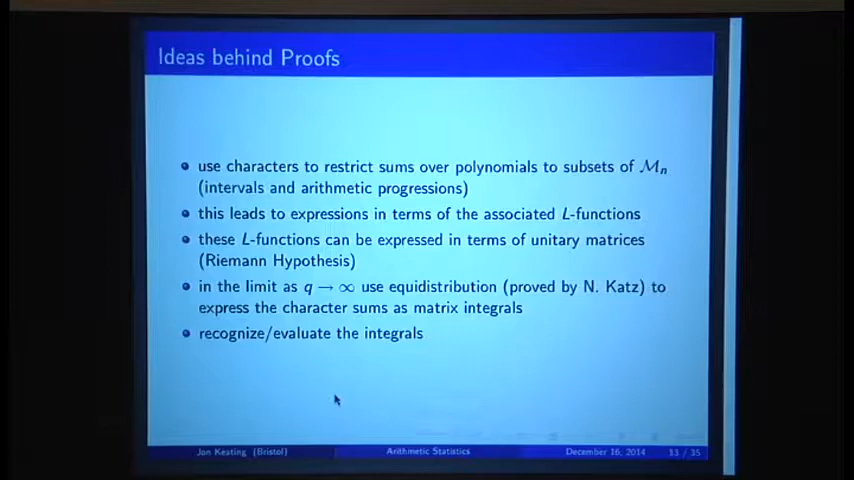 Ideas behind Proofs
use characters to restrict sums over polynomials to subsets of ℳn
(intervals and arithmetic progressions)
this leads to expressions in terms of the associated L-functions
these L-functions can be expressed in terms of unitary matrices
(Riemann Hypothesis)
in the limit as q → ∞ use equidistribution (proved by N. Katz) to
express the character sums as matrix integrals
recognize/evaluate the integrals
Jon Keating (Bristol) Arithmetic Statistics December 16, 2014 13 / 35